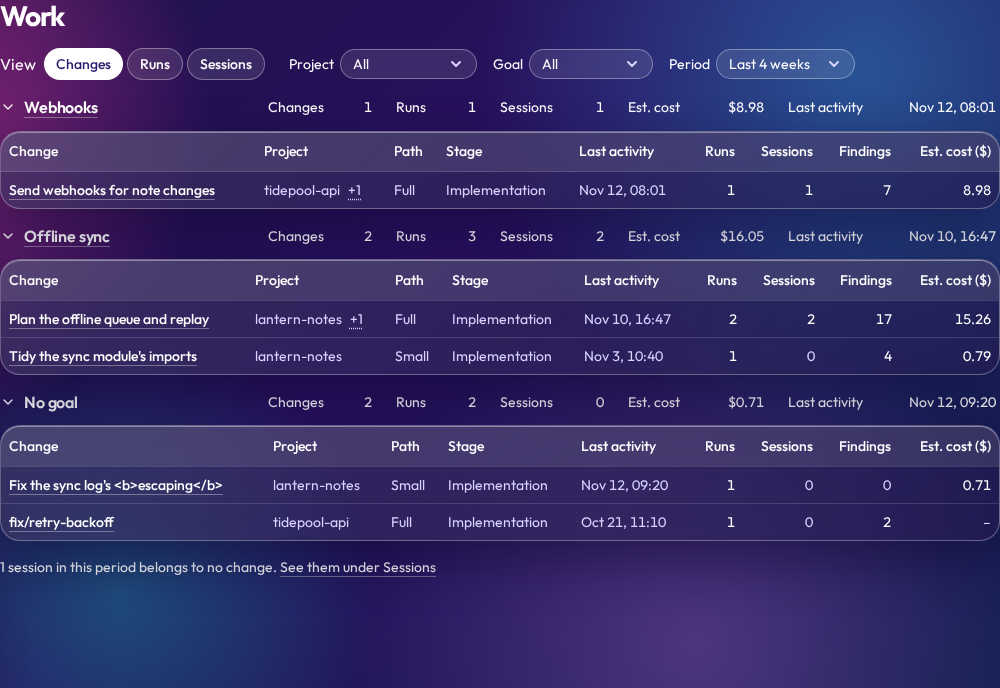 Work
View Changes Runs Sessions Project All Goal All Period Last 4 weeks
Webhooks Changes 1 Runs 1 Sessions 1 Est. cost $8.98 Last activity Nov 12, 08:01
Change Project Path Stage Last activity Runs Sessions Findings Est. cost ($)
Send webhooks for note changes tidepool-api +1 Full Implementation Nov 12, 08:01 1 1 7 8.98
Offline sync Changes 2 Runs 3 Sessions 2 Est. cost $16.05 Last activity Nov 10, 16:47
Change Project Path Stage Last activity Runs Sessions Findings Est. cost ($)
Plan the offline queue and replay lantern-notes +1 Full Implementation Nov 10, 16:47 2 2 17 15.26
Tidy the sync module's imports lantern-notes Small Implementation Nov 3, 10:40 1 0 4 0.79
No goal Changes 2 Runs 2 Sessions 0 Est. cost $0.71 Last activity Nov 12, 09:20
Change Project Path Stage Last activity Runs Sessions Findings Est. cost ($)
Fix the sync log's <b>escaping</b> lantern-notes Small Implementation Nov 12, 09:20 1 0 0 0.71
fix/retry-backoff tidepool-api Full Implementation Oct 21, 11:10 1 0 2 –
1 session in this period belongs to no change. See them under Sessions